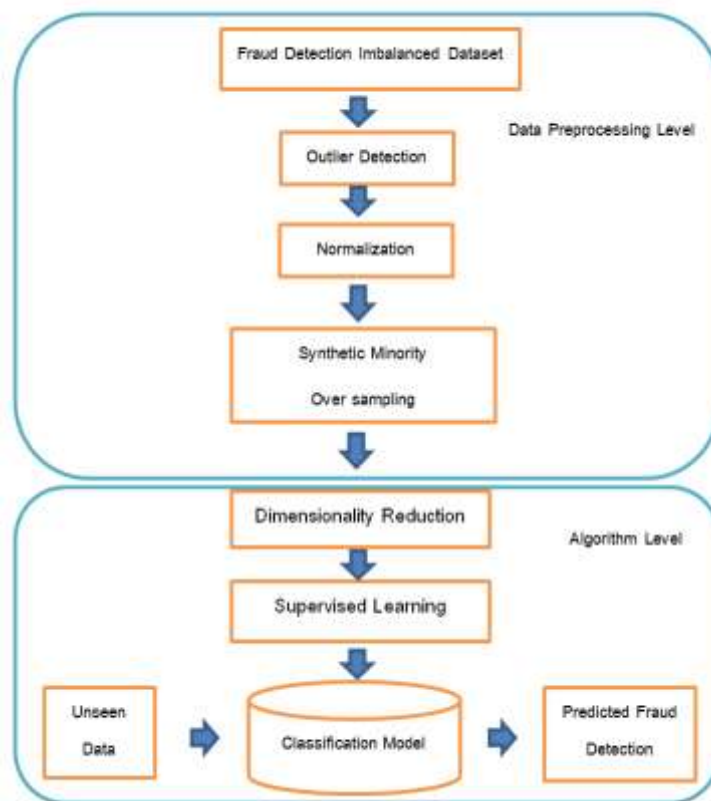 Fraud Detection Imbalanced Dataset
Data Preprocessing Level
Outlier Detection
Normalization
Synthetic Minority
Over sampling
Dimensionality Reduction
Algorithm Level
Supervised Learning
Unseen
Data
Classification Model
Predicted Fraud
Detection